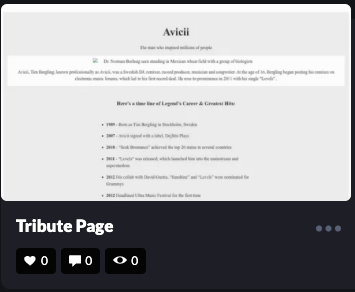 Avicii
The man who inspired millions of people
Dr. Norman Borlaug seen standing in Mexican wheat field with a group of biologists
Avicii, Tim Bergling, known professionally as Avicii, was a Swedish DJ, remixer, record producer, musician and songwriter. At the age of 16, Bergling began posting his remixes on
electronic music forums, which led to his first record deal. He rose to prominence in 2011 with his single "Levels".
Here's a time line of Legend's Career & Greatest Hits:
1989 - Born as Tim Bergling in Stockholm, Sweden
2007 - Avicii signed with a label, Dejfitts Plays.
2010 - "Seek Bromance" achieved the top 20 status in several countries
2011 - "Levels" was released, which launched him into the mainstream and
superstardom.
2012 His collab with David Guetta, "Sunshine" and "Levels" were nominated for
Grammys
2012 Headlined Ultra Music Festival for the first time
Tribute Page
0 0 0